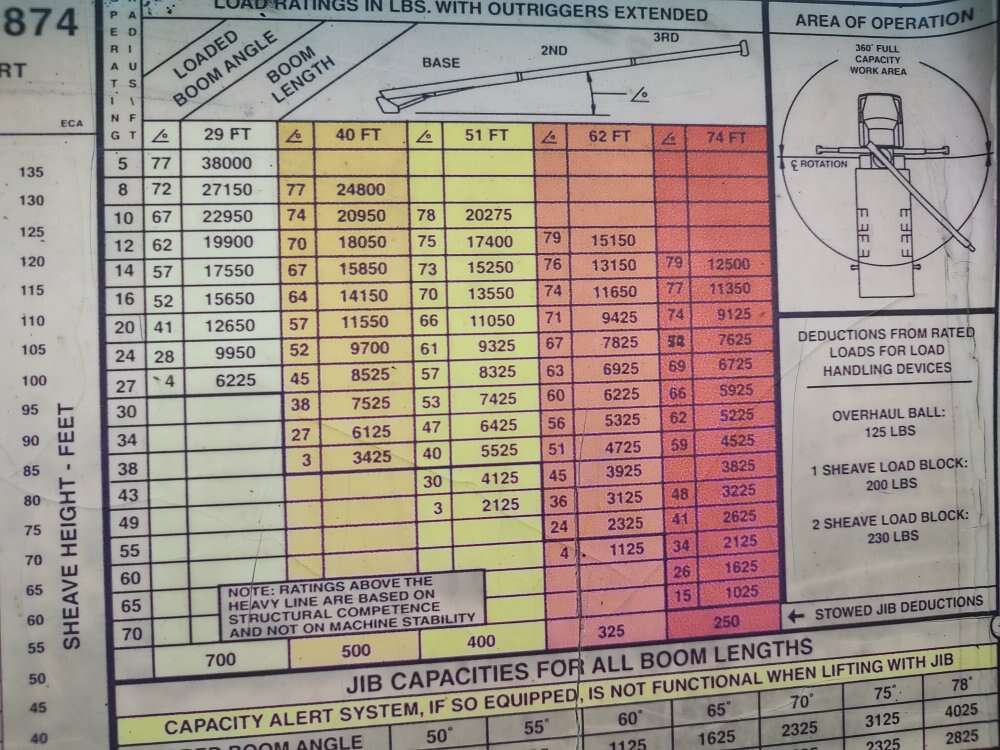 874
RT
ECA
135
130
125
120
115
110
105
100
95
90
85
80
75
70
65
60
55
50
45
40
SHEAVE HEIGHT - FEET
LOAD RATINGS IN LBS. WITH OUTRIGGERS EXTENDED
OPERATING
RADIUS IN FT
LOADED
BOOM ANGLE
BOOM
LENGTH
BASE
2ND
3RD
29 FT 40 FT 51 FT 62 FT 74 FT
5 77 38000
8 72 27150 77 24800
10 67 22950 74 20950 78 20275
12 62 19900 70 18050 75 17400 79 15150
14 57 17550 67 15850 73 15250 76 13150 79 12500
16 52 15650 64 14150 70 13550 74 11650 77 11350
20 41 12650 57 11550 66 11050 71 9425 74 9125
24 28 9950 52 9700 61 9325 67 7825 7625
27 4 6225 45 8525 57 8325 63 6925 69 6725
30 38 7525 53 7425 60 6225 66 5925
34 27 6125 47 6425 56 5325 62 5225
38 3 3425 40 5525 51 4725 59 4525
43 30 4125 45 3925 3825
49 3 2125 36 3125 48 3225
55 24 2325 41 2625
60 4 1125 34 2125
65 26 1625
70 15 1025
NOTE: RATINGS ABOVE THE
HEAVY LINE ARE BASED ON
STRUCTURAL COMPETENCE
AND NOT ON MACHINE STABILITY
700 500 400 325 250
← STOWED JIB DEDUCTIONS
AREA OF OPERATION
360° FULL
CAPACITY
WORK AREA
℄ ROTATION
DEDUCTIONS FROM RATED
LOADS FOR LOAD
HANDLING DEVICES
OVERHAUL BALL:
125 LBS
1 SHEAVE LOAD BLOCK:
200 LBS
2 SHEAVE LOAD BLOCK:
230 LBS
JIB CAPACITIES FOR ALL BOOM LENGTHS
CAPACITY ALERT SYSTEM, IF SO EQUIPPED, IS NOT FUNCTIONAL WHEN LIFTING WITH JIB
BOOM ANGLE 50° 55° 60° 65° 70° 75° 78°
1125 1625 2325 3125 4025
2325 2825